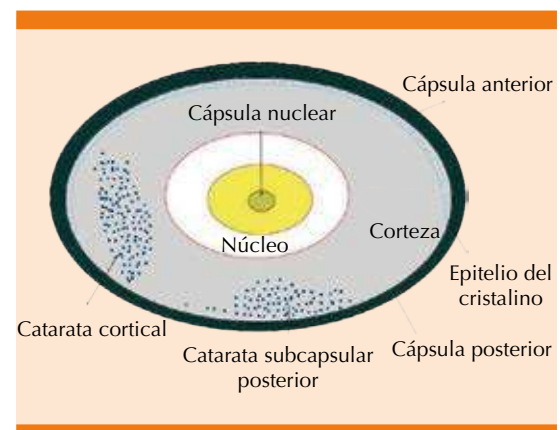 Cápsula anterior
Cápsula nuclear
Núcleo
Corteza
Epitelio del
cristalino
Catarata cortical
Catarata subcapsular
posterior
Cápsula posterior